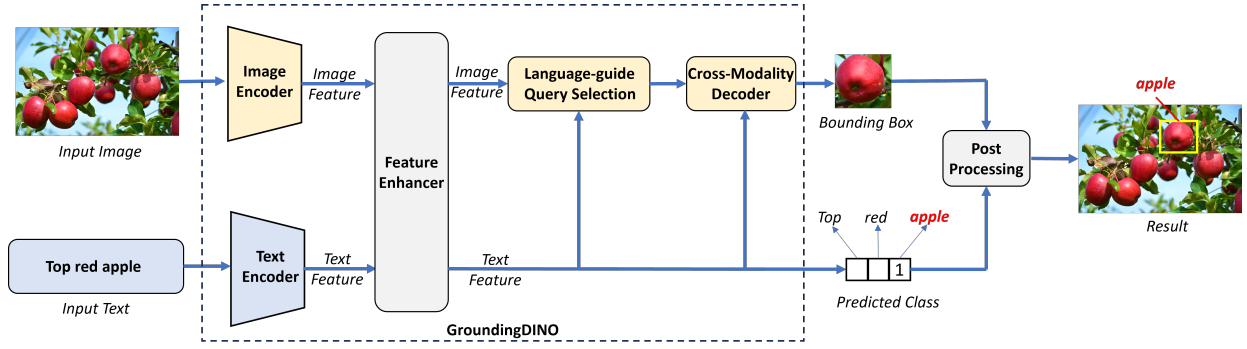 Input Image
Top red apple
Input Text
Image
Encoder
Text
Encoder
Image
Feature
Text
Feature
Feature
Enhancer
Image
Feature
Text
Feature
Language-guide
Query Selection
Cross-Modality
Decoder
GroundingDINO
Bounding Box
Top
red
apple
1
Predicted Class
Post
Processing
apple
Result